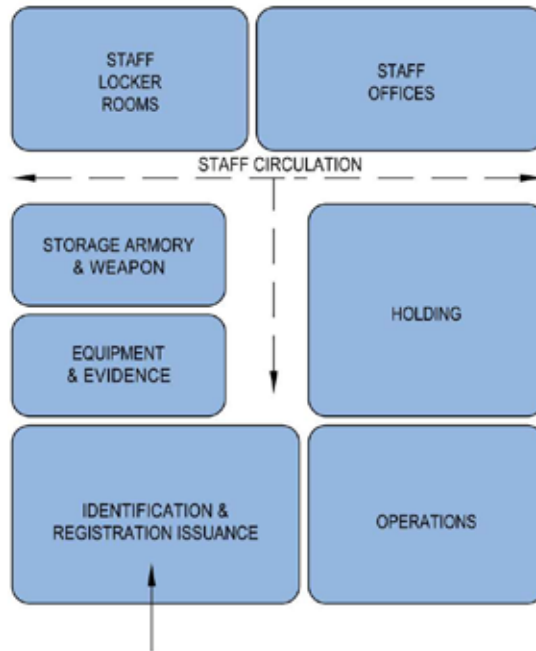 STAFF
LOCKER
ROOMS
STAFF
OFFICES
STAFF CIRCULATION
STORAGE ARMORY
& WEAPON
HOLDING
EQUIPMENT
& EVIDENCE
IDENTIFICATION &
REGISTRATION ISSUANCE
OPERATIONS